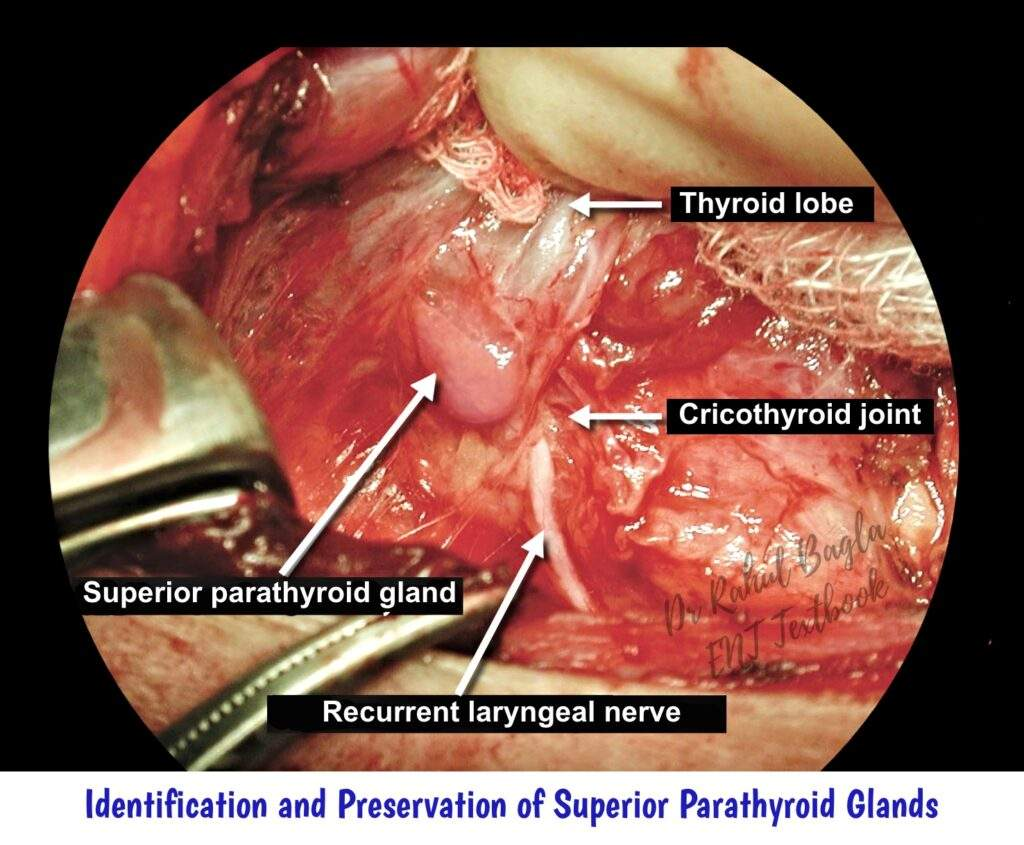 Thyroid lobe
Cricothyroid joint
Superior parathyroid gland
Dr Rahul Bagla
ENT Textbook
Recurrent laryngeal nerve
Identification and Preservation of Superior Parathyroid Glands